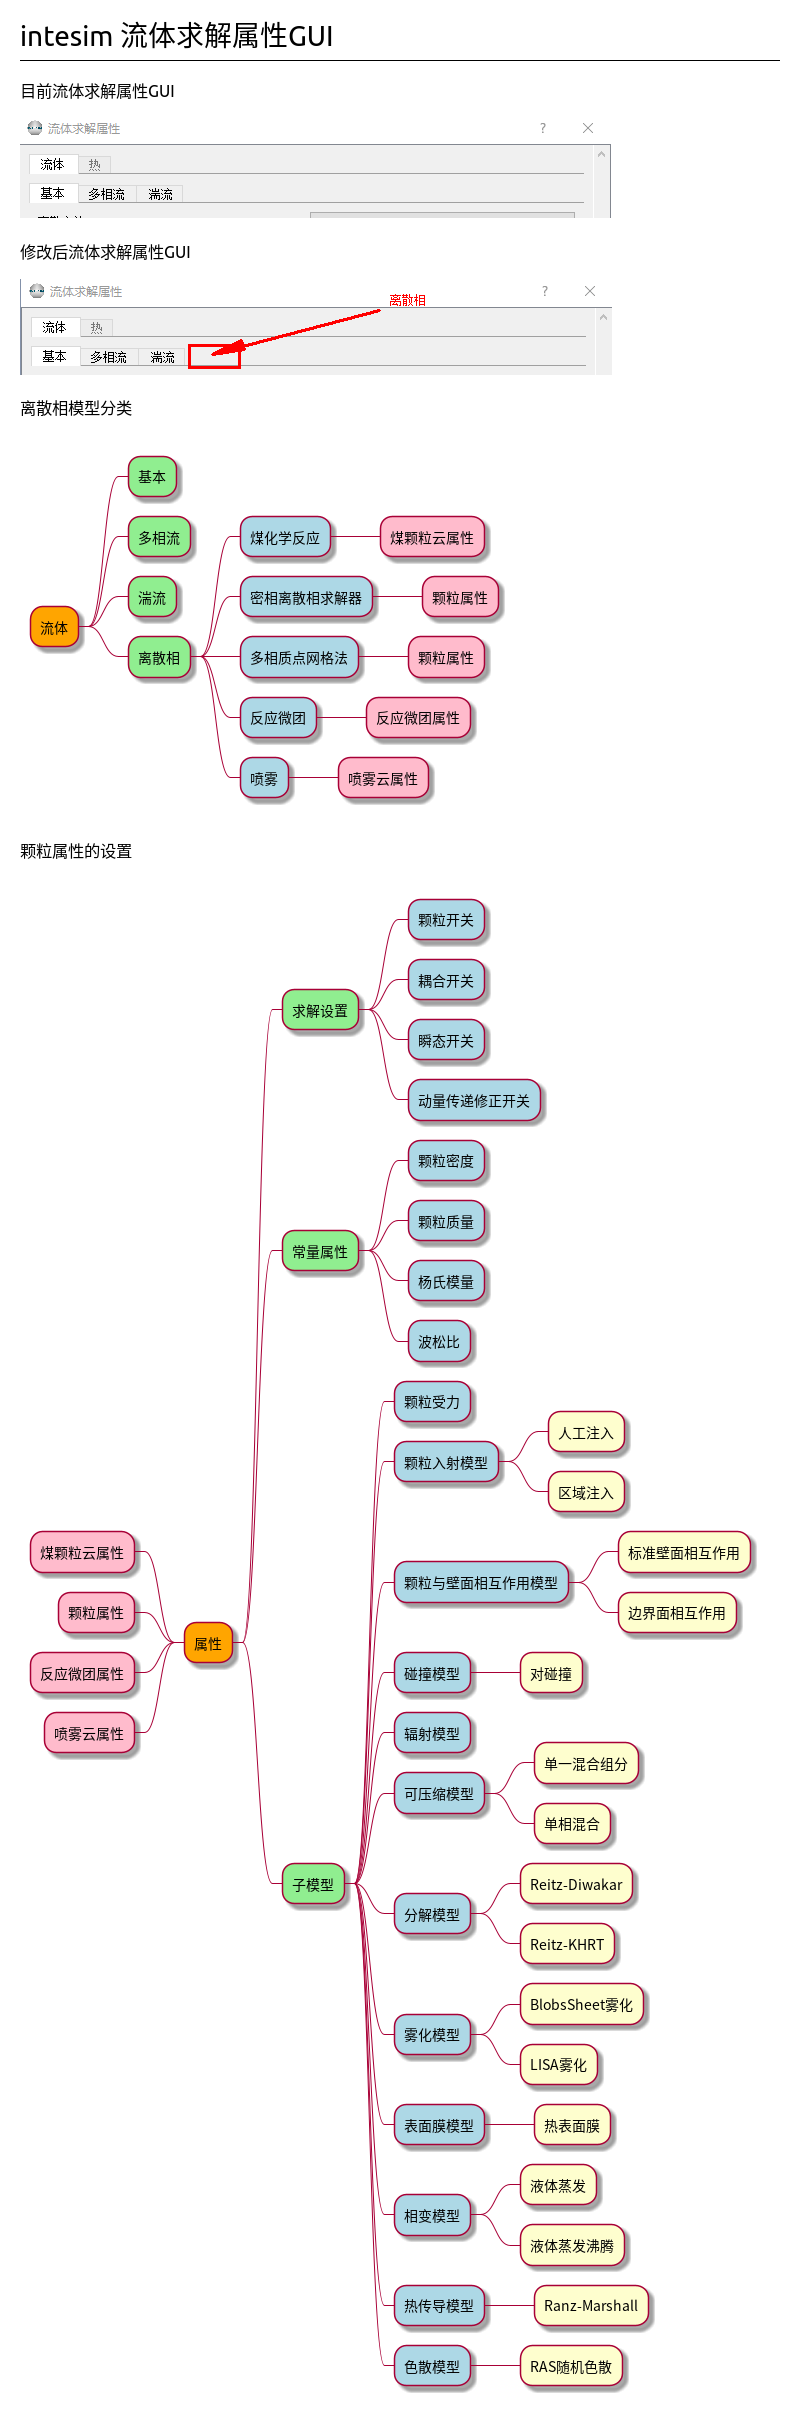 intesim 流体求解属性GUI
目前流体求解属性GUI
流体求解属性 ?
流体 热
基本 多相流 湍流
修改后流体求解属性GUI
流体求解属性 ?
离散相
流体 热
基本 多相流 湍流
离散相模型分类
基本
多相流
湍流
流体
离散相
煤化学反应 煤颗粒云属性
密相离散相求解器 颗粒属性
多相质点网格法 颗粒属性
反应微团 反应微团属性
喷雾 喷雾云属性
颗粒属性的设置
煤颗粒云属性
颗粒属性
反应微团属性
喷雾云属性
属性
求解设置
颗粒开关
耦合开关
瞬态开关
动量传递修正开关
常量属性
颗粒密度
颗粒质量
杨氏模量
波松比
子模型
颗粒受力
颗粒入射模型
人工注入
区域注入
颗粒与壁面相互作用模型
标准壁面相互作用
边界面相互作用
碰撞模型
对碰撞
辐射模型
可压缩模型
单一混合组分
单相混合
分解模型
Reitz-Diwakar
Reitz-KHRT
雾化模型
BlobsSheet雾化
LISA雾化
表面膜模型
热表面膜
相变模型
液体蒸发
液体蒸发沸腾
热传导模型
Ranz-Marshall
色散模型
RAS随机色散